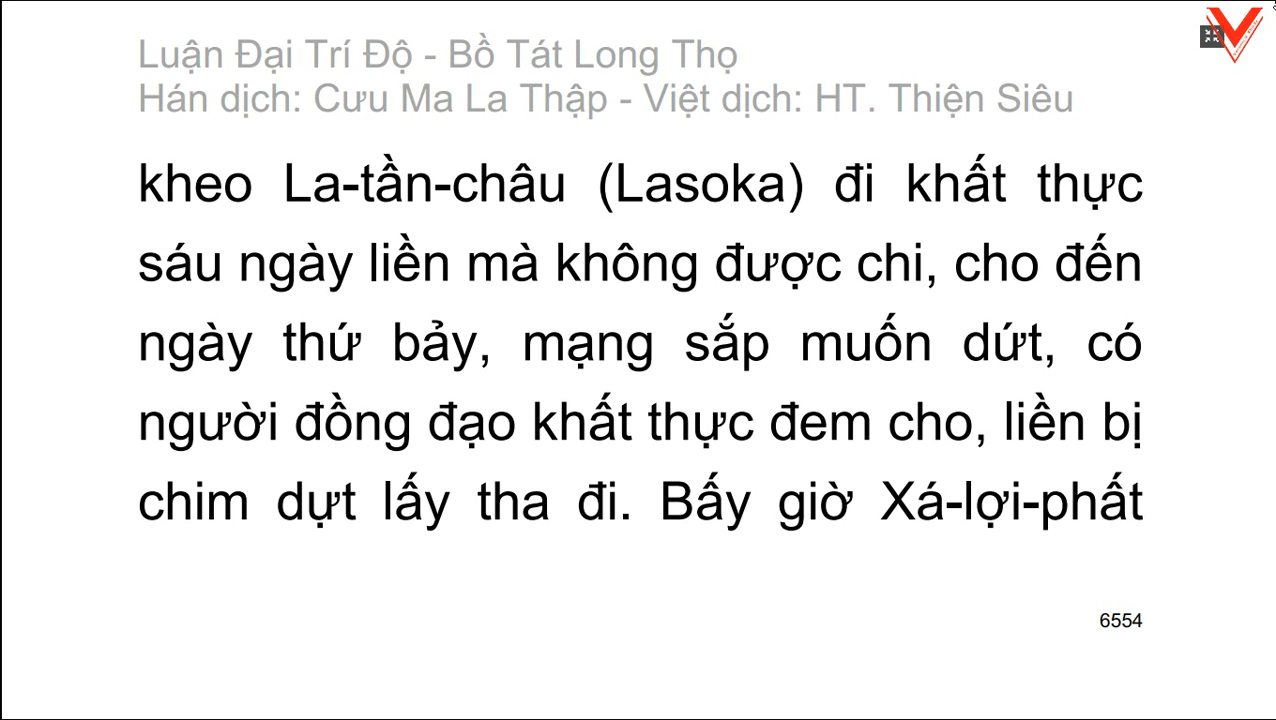 Luận Đại Trí Độ - Bồ Tát Long Thọ
Hán dịch: Cưu Ma La Thập - Việt dịch: HT. Thiện Siêu
kheo La-tần-châu (Lasoka) đi khất thực
sáu ngày liền mà không được chi, cho đến
ngày thứ bảy, mạng sắp muốn dứt, có
người đồng đạo khất thực đem cho, liền bị
chim dựt lấy tha đi. Bấy giờ Xá-lợi-phất
6554